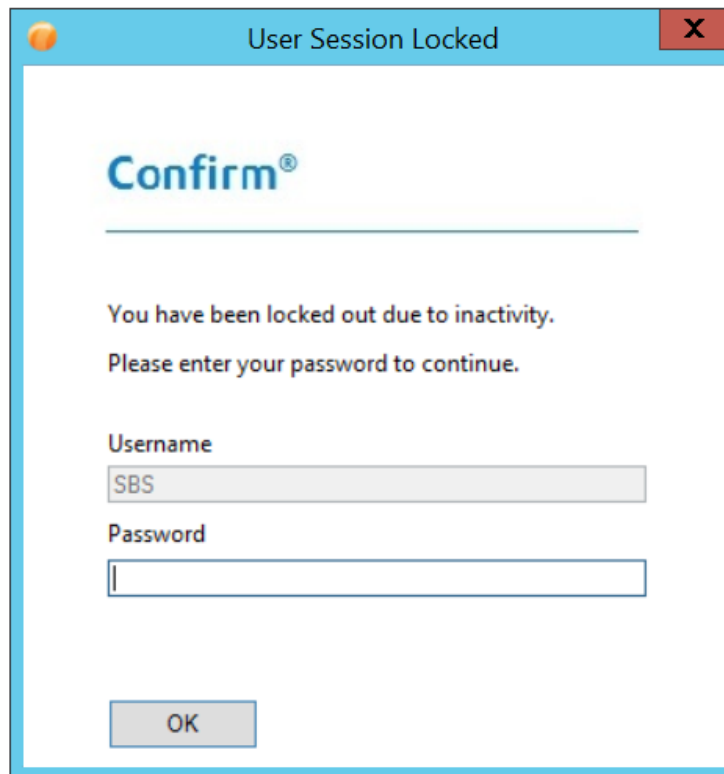 User Session Locked
X
Confirm®
You have been locked out due to inactivity.
Please enter your password to continue.
Username
SBS
Password
OK